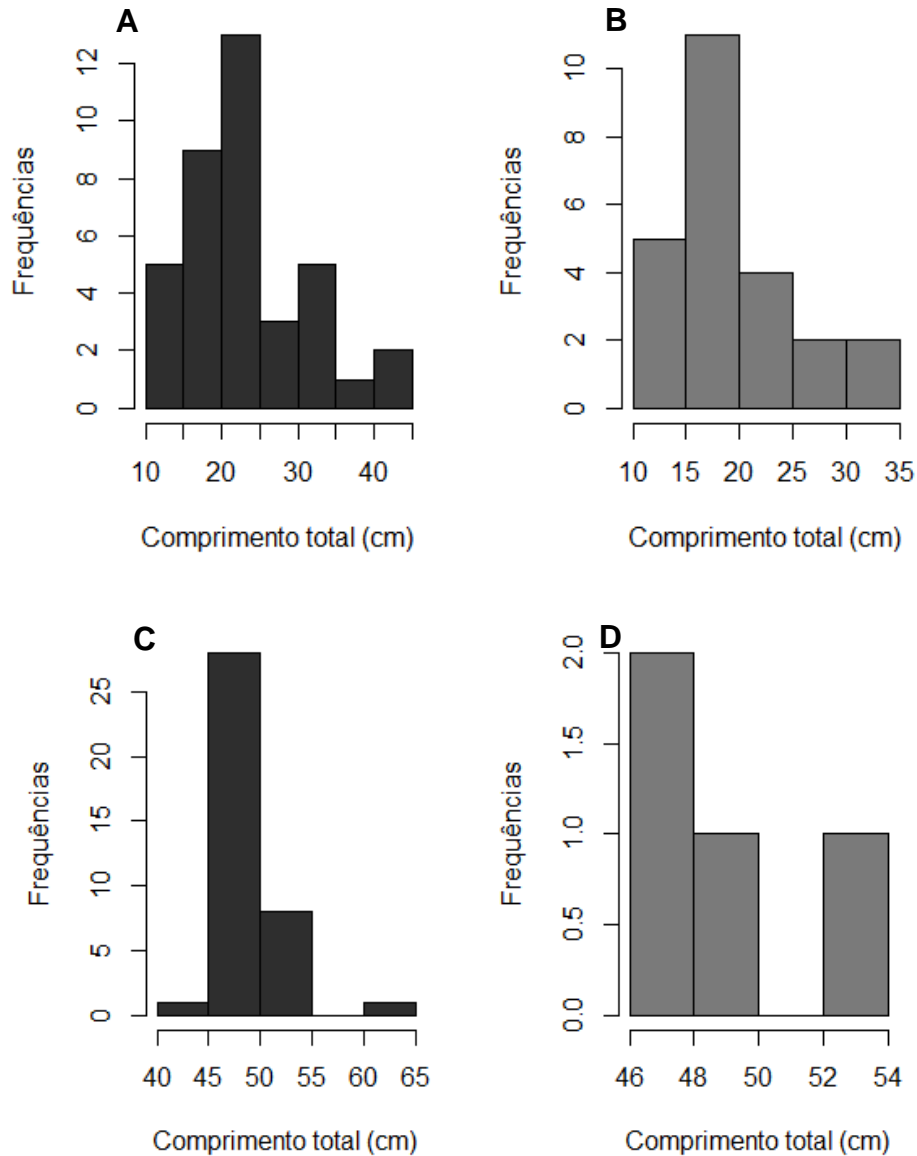 A
Frequências
0 2 4 6 8 10 12
10 20 30 40
Comprimento total (cm)
B
Frequências
0 2 4 6 8 10
10 15 20 25 30 35
Comprimento total (cm)
C
Frequências
0 5 10 15 20 25
40 45 50 55 60 65
Comprimento total (cm)
D
Frequências
0.0 0.5 1.0 1.5 2.0
46 48 50 52 54
Comprimento total (cm)